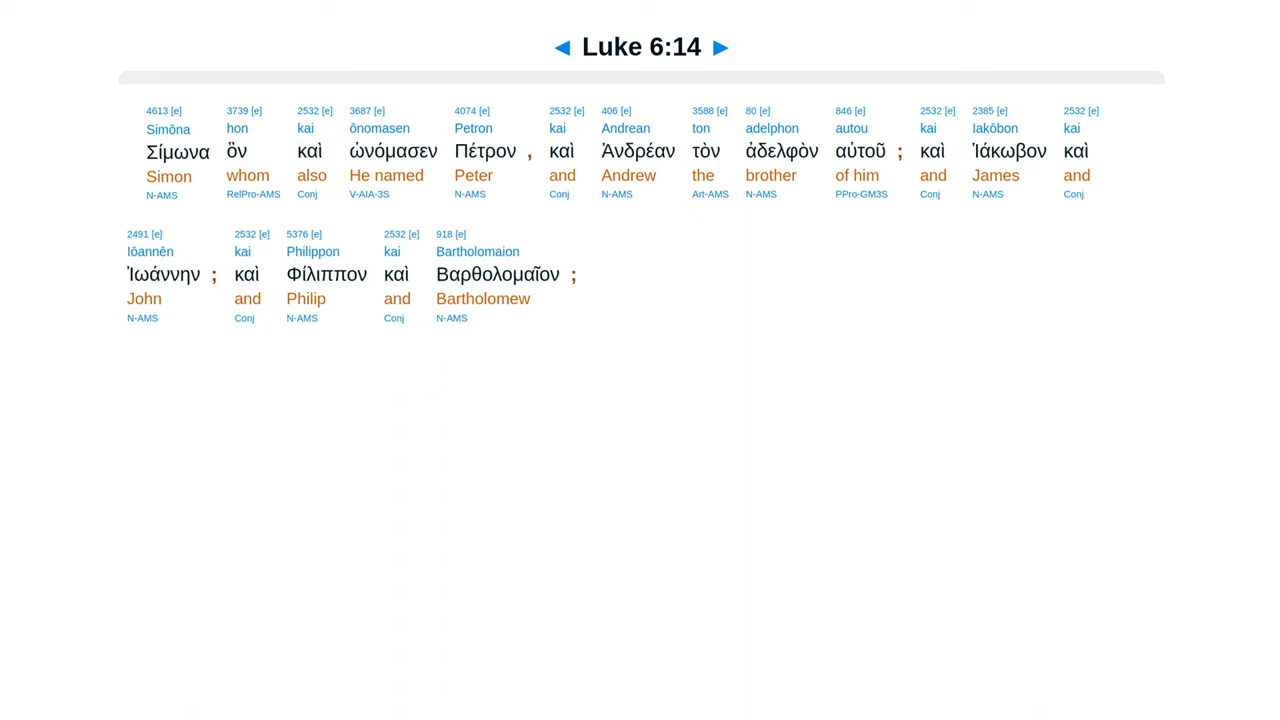 ◄ Luke 6:14 ►
4613 [e] 3739 [e] 2532 [e] 3687 [e] 4074 [e] 2532 [e] 406 [e] 3588 [e] 80 [e] 846 [e] 2532 [e] 2385 [e] 2532 [e]
Simōna hon kai ōnomasen Petron kai Andrean ton adelphon autou kai Iakōbon kai
Σίμωνα ὃν καὶ ὠνόμασεν Πέτρον , καὶ Ἀνδρέαν τὸν ἀδελφὸν αὐτοῦ ; καὶ Ἰάκωβον καὶ
Simon whom also He named Peter and Andrew the brother of him and James and
N-AMS RelPro-AMS Conj V-AIA-3S N-AMS Conj N-AMS Art-AMS N-AMS PPro-GM3S Conj N-AMS Conj
2491 [e] 2532 [e] 5376 [e] 2532 [e] 918 [e]
Iōannēn kai Philippon kai Bartholomaion
Ἰωάννην ; καὶ Φίλιππον καὶ Βαρθολομαῖον ;
John and Philip and Bartholomew
N-AMS Conj N-AMS Conj N-AMS